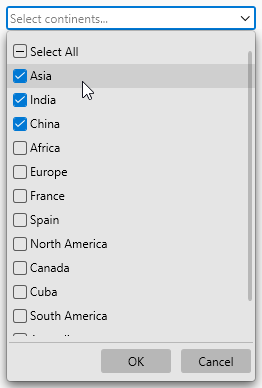 Select continents...
Select All
Asia
India
China
Africa
Europe
France
Spain
North America
Canada
Cuba
South America
OK
Cancel